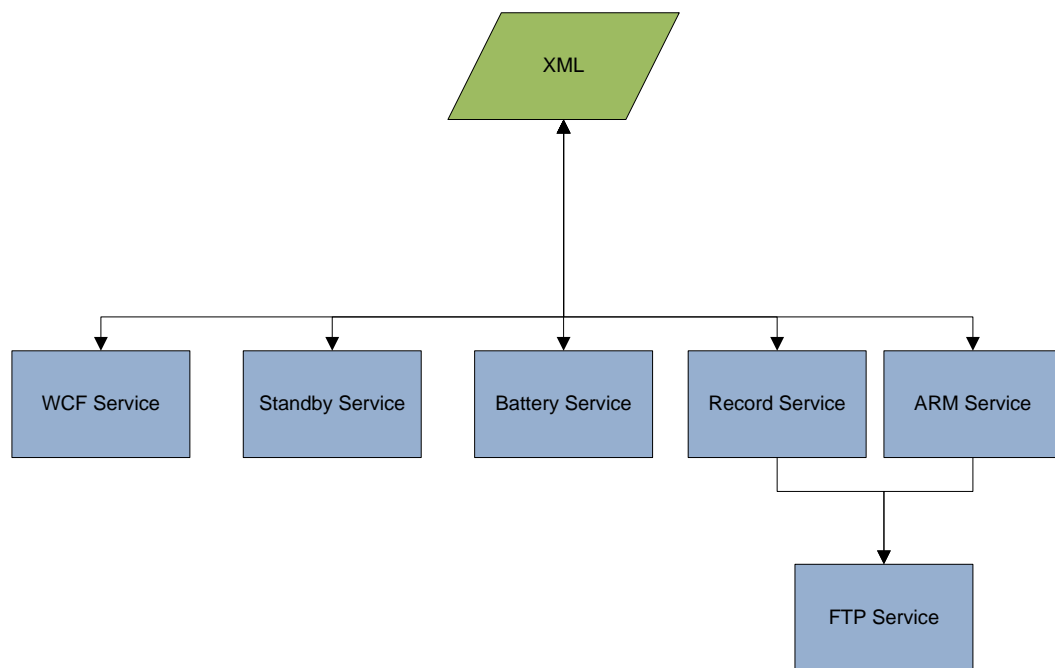 XML
WCF Service
Standby Service
Battery Service
Record Service
ARM Service
FTP Service